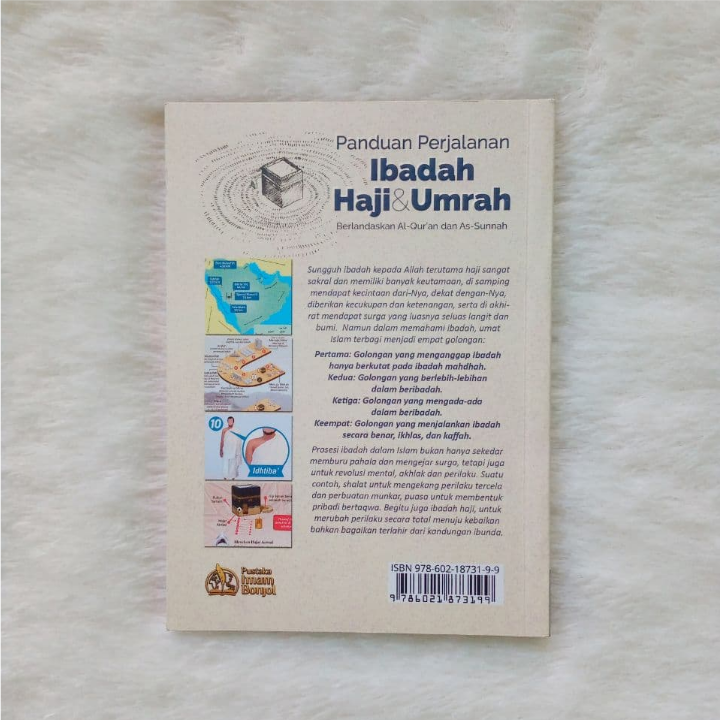 Panduan Perjalanan
Ibadah
Haji&Umrah
Berlandaskan Al-Qur'an dan As-Sunnah
Sungguh ibadah kepada Allah terutama haji sangat
sakral dan memiliki banyak keutamaan, di samping
mendapat kecintaan dari-Nya, dekat dengan-Nya,
diberikan kecukupan dan ketenangan, serta di akhi-
rat mendapat surga yang luasnya seluas langit dan
bumi. Namun dalam memahami ibadah, umat
Islam terbagi menjadi empat golongan:
Pertama: Golongan yang menganggap ibadah
hanya berkutat pada ibadah mahdhah.
Kedua: Golongan yang berlebih-lebihan
dalam beribadah.
Ketiga: Golongan yang mengada-ada
dalam beribadah.
Keempat: Golongan yang menjalankan ibadah
secara benar, ikhlas, dan kaffah.
Prosesi ibadah dalam Islam bukan hanya sekedar
memburu pahala dan mengejar surga, tetapi juga
untuk revolusi mental, akhlak dan perilaku. Suatu
contoh, shalat untuk mengekang perilaku tercela
dan perbuatan munkar, puasa untuk membentuk
pribadi bertaqwa. Begitu juga ibadah haji, untuk
merubah perilaku secara total menuju kebaikan
bahkan bagaikan terlahir dari kandungan ibunda.
10
Idhtiba'
Pustaka
Imam
Bonjol
ISBN 978-602-18731-9-9
9 786021 873199